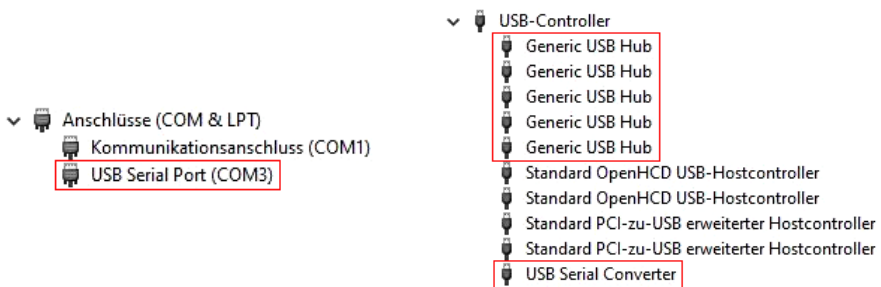 Anschlüsse (COM & LPT)
Kommunikationsanschluss (COM1)
USB Serial Port (COM3)
USB-Controller
Generic USB Hub
Generic USB Hub
Generic USB Hub
Generic USB Hub
Generic USB Hub
Standard OpenHCD USB-Hostcontroller
Standard OpenHCD USB-Hostcontroller
Standard PCI-zu-USB erweiterter Hostcontroller
Standard PCI-zu-USB erweiterter Hostcontroller
USB Serial Converter